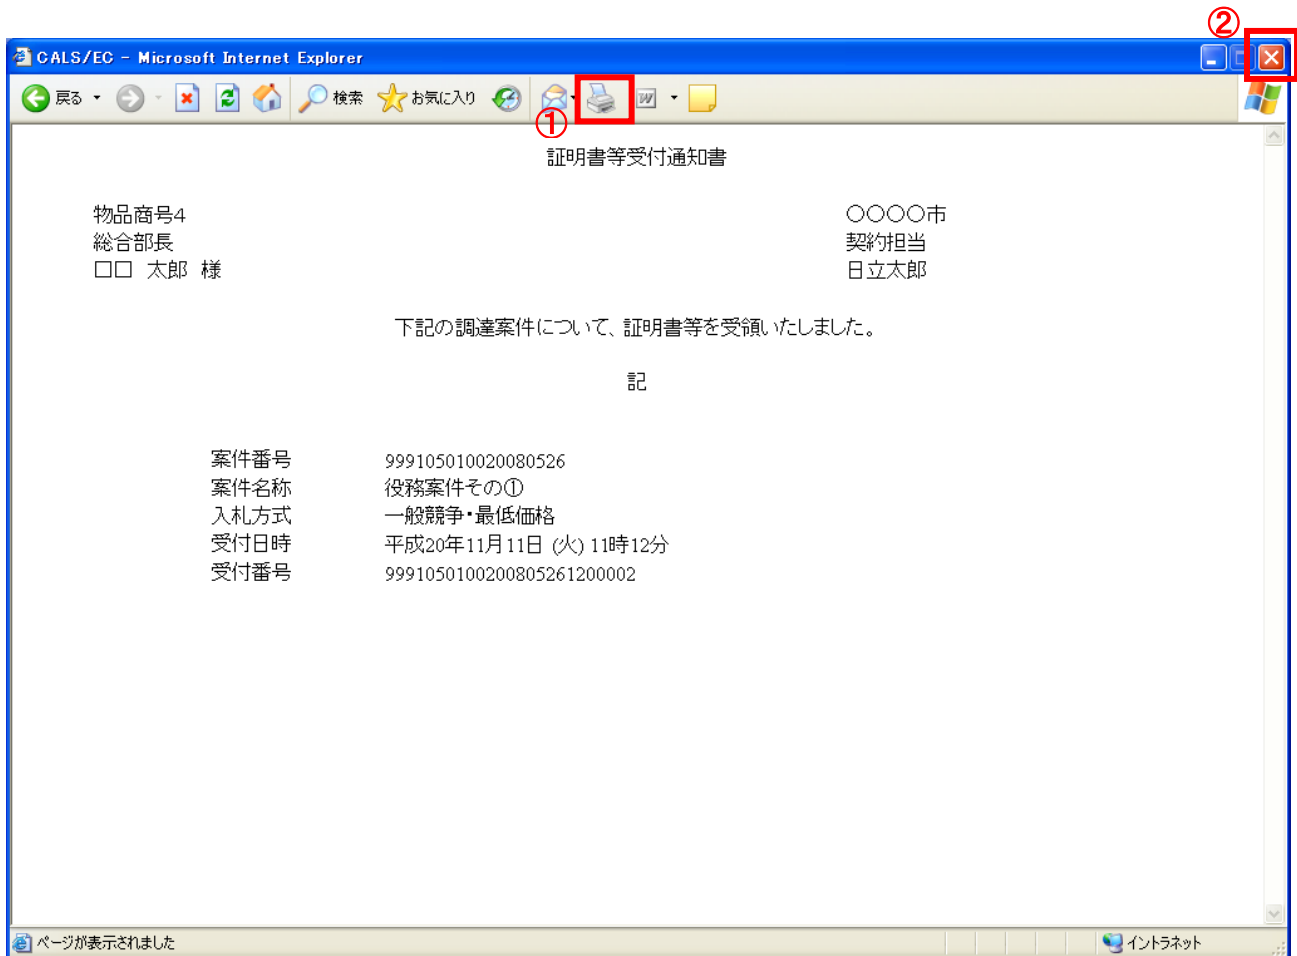 ②
CALS/EC - Microsoft Internet Explorer
戻る 検索 お気に入り
①
証明書等受付通知書
物品商号4 〇〇〇〇市
総合部長 契約担当
□□ 太郎 様 日立太郎
下記の調達案件について、証明書等を受領いたしました。
記
案件番号 999105010020080526
案件名称 役務案件その①
入札方式 一般競争・最低価格
受付日時 平成20年11月11日 (火) 11時12分
受付番号 9991050100200805261200002
ページが表示されました イントラネット